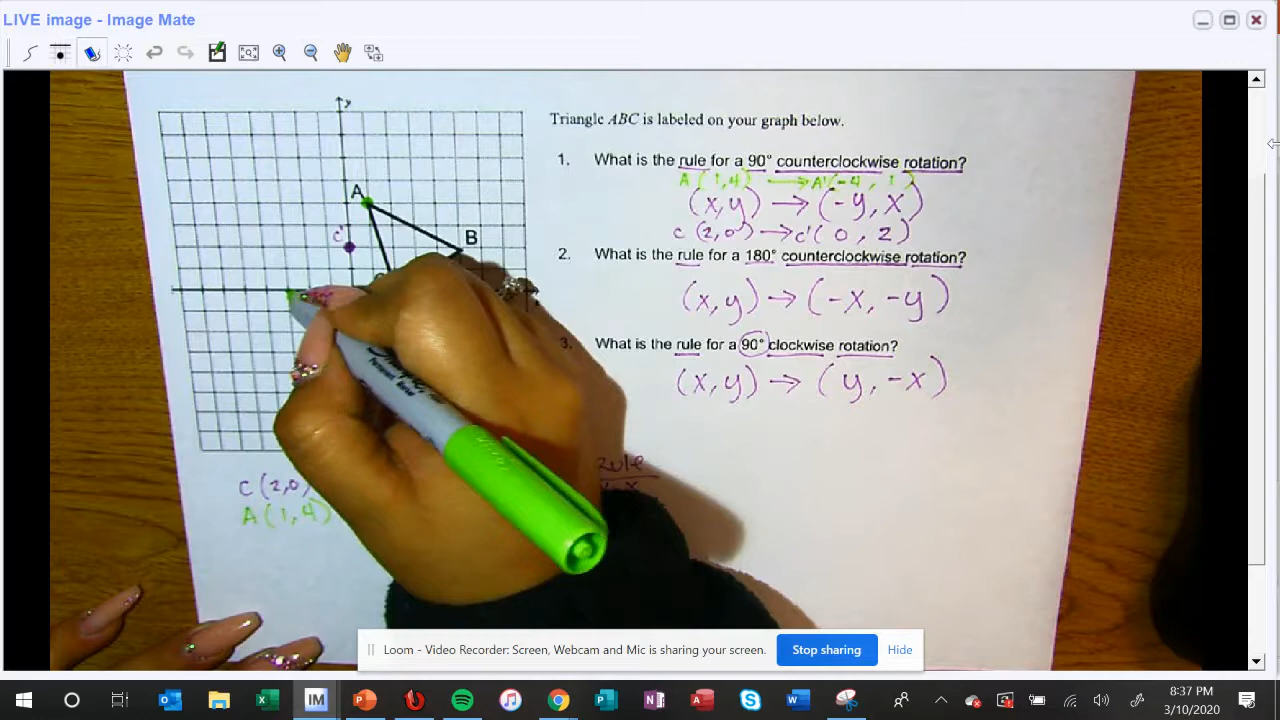 LIVE image - Image Mate
y
A
C'
B
Triangle ABC is labeled on your graph below.
1. What is the rule for a 90° counterclockwise rotation?
A (1,4) → A'(-4, 1)
(x,y) → (-y, x)
C (2,0) → C'(0, 2)
2. What is the rule for a 180° counterclockwise rotation?
(x,y) → (-x, -y)
3. What is the rule for a 90° clockwise rotation?
(x,y) → (y, -x)
C (2,0)
A (1,4)
Rule
Loom - Video Recorder: Screen, Webcam and Mic is sharing your screen.
Stop sharing
Hide
8:37 PM
3/10/2020